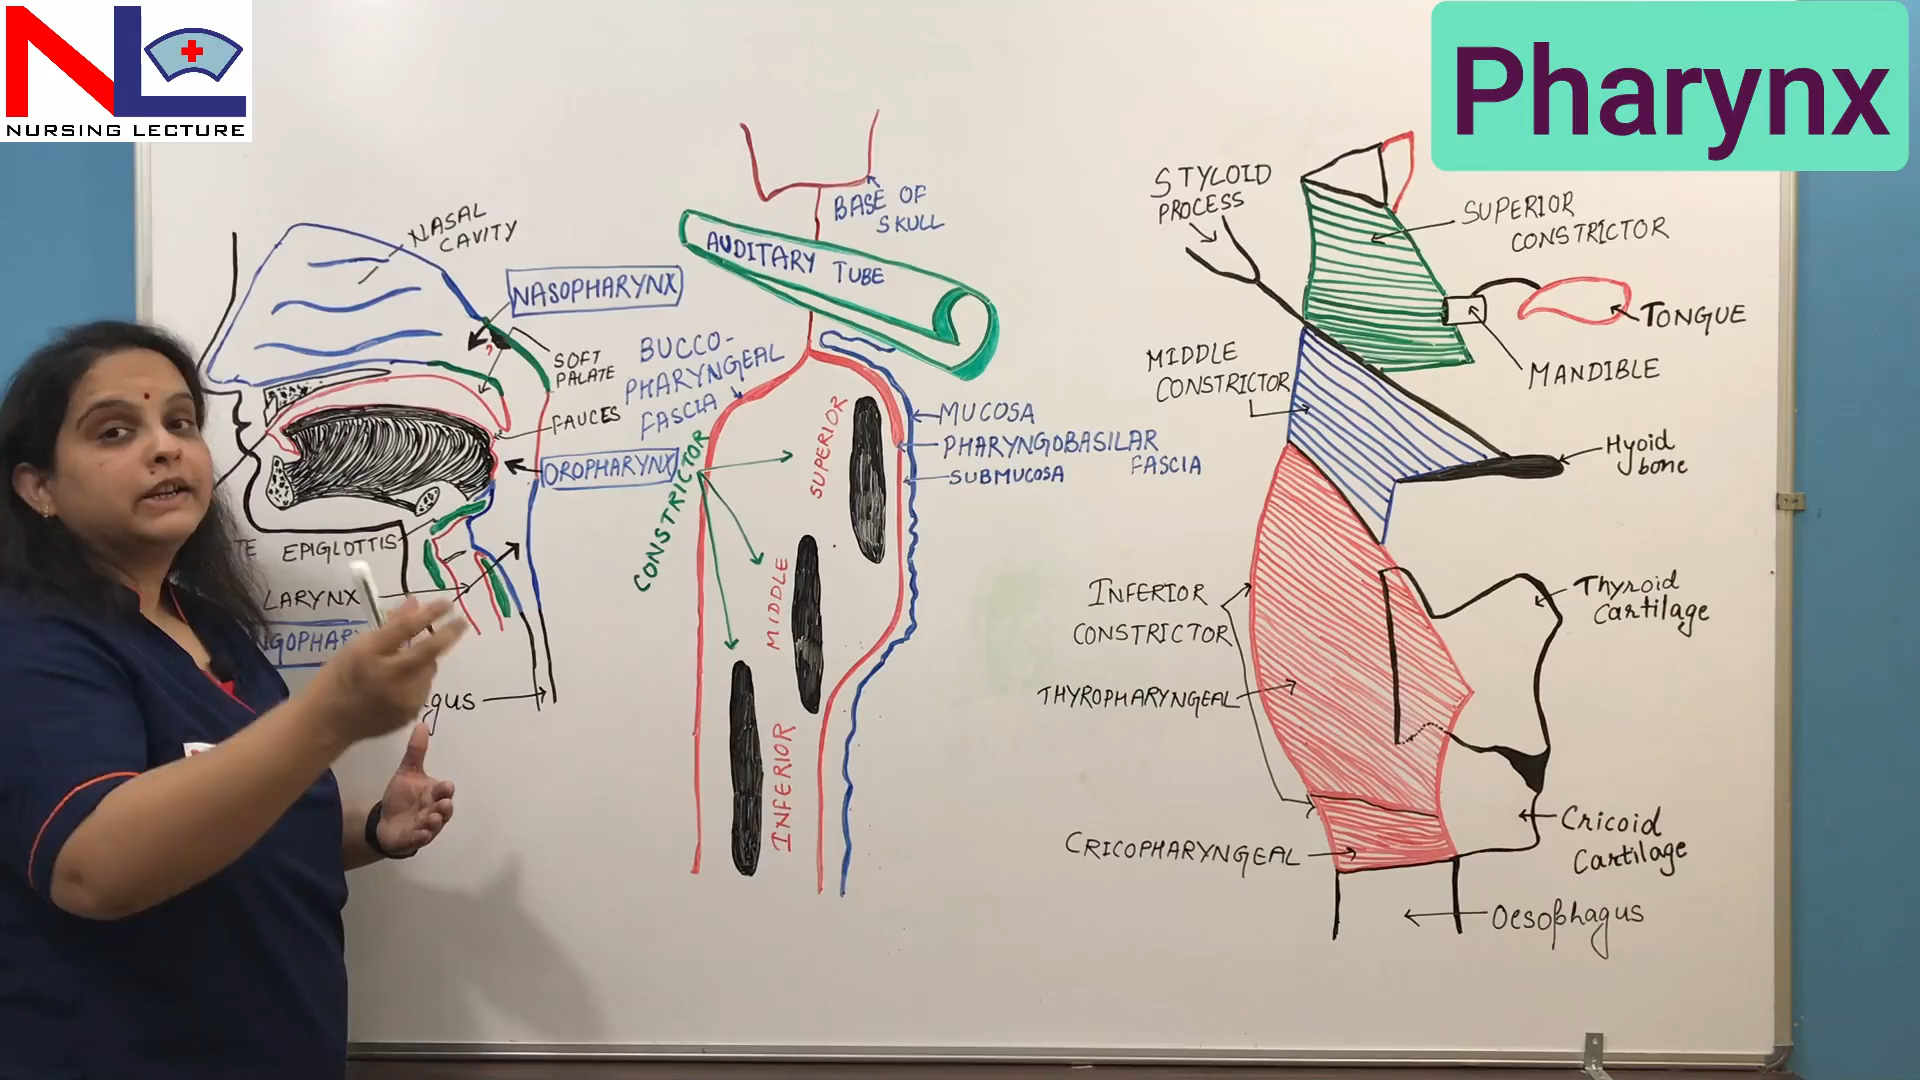 NL
NURSING LECTURE
Pharynx
NASAL
CAVITY
NASOPHARYNX
SOFT
PALATE
FAUCES
OROPHARYNX
EPIGLOTTIS
LARYNX
BASE OF
SKULL
AUDITARY TUBE
BUCCO-
PHARYNGEAL
FASCIA
CONSTRICTOR
SUPERIOR
MIDDLE
INFERIOR
MUCOSA
PHARYNGOBASILAR
FASCIA
SUBMUCOSA
STYLOID
PROCESS
SUPERIOR
CONSTRICTOR
TONGUE
MANDIBLE
MIDDLE
CONSTRICTOR
Hyoid
bone
INFERIOR
CONSTRICTOR
Thyroid
Cartilage
THYROPHARYNGEAL
CRICOPHARYNGEAL
Cricoid
Cartilage
Oesophagus